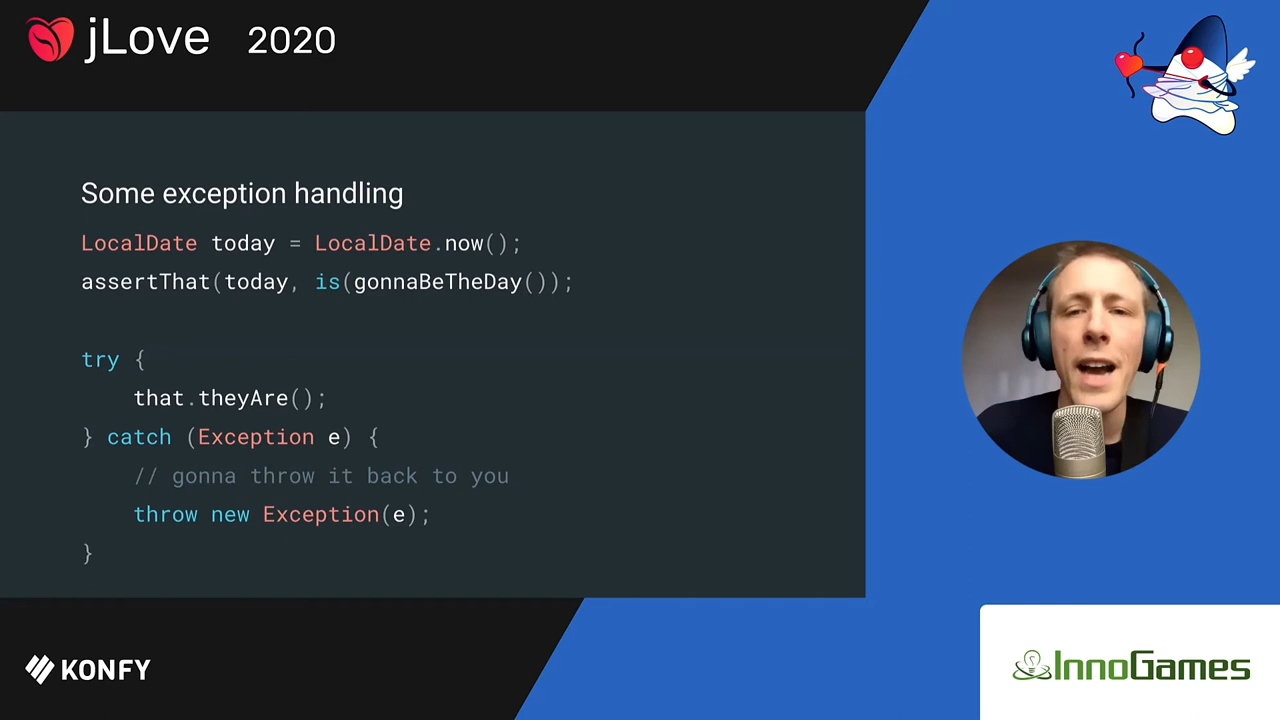 jLove 2020
Some exception handling
LocalDate today = LocalDate.now();
assertThat(today, is(gonnaBeTheDay());
try {
that.theyAre();
} catch (Exception e) {
// gonna throw it back to you
throw new Exception(e);
}
KONFY
InnoGames